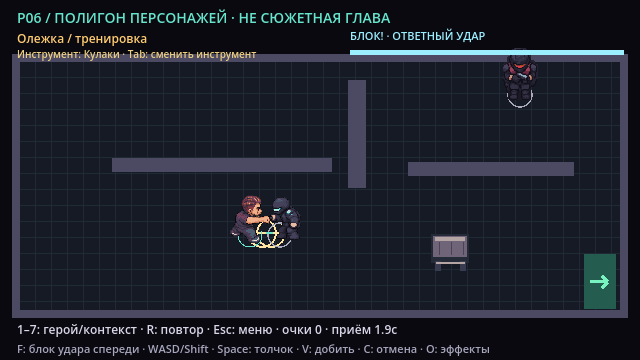 P06 / ПОЛИГОН ПЕРСОНАЖЕЙ · НЕ СЮЖЕТНАЯ ГЛАВА
Олежка / тренировка
БЛОК! · ОТВЕТНЫЙ УДАР
Инструмент: Кулаки · Tab: сменить инструмент
1–7: герой/контекст · R: повтор · Esc: меню · очки 0 · приём 1.9с
F: блок удара спереди · WASD/Shift · Space: толчок · V: добить · C: отмена · O: эффекты